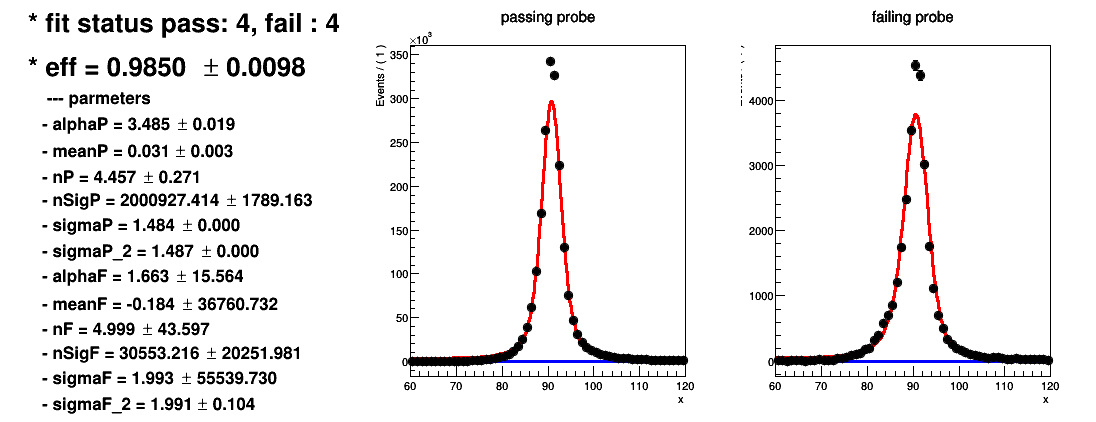 * fit status pass: 4, fail : 4
* eff = 0.9850 ± 0.0098
--- parmeters
- alphaP = 3.485 ± 0.019
- meanP = 0.031 ± 0.003
- nP = 4.457 ± 0.271
- nSigP = 2000927.414 ± 1789.163
- sigmaP = 1.484 ± 0.000
- sigmaP_2 = 1.487 ± 0.000
- alphaF = 1.663 ± 15.564
- meanF = -0.184 ± 36760.732
- nF = 4.999 ± 43.597
- nSigF = 30553.216 ± 20251.981
- sigmaF = 1.993 ± 55539.730
- sigmaF_2 = 1.991 ± 0.104
passing probe
×10³
Events / ( 1 )
350
300
250
200
150
100
50
0
60 70 80 90 100 110 120
x
failing probe
4000
3000
2000
1000
0
60 70 80 90 100 110 120
x